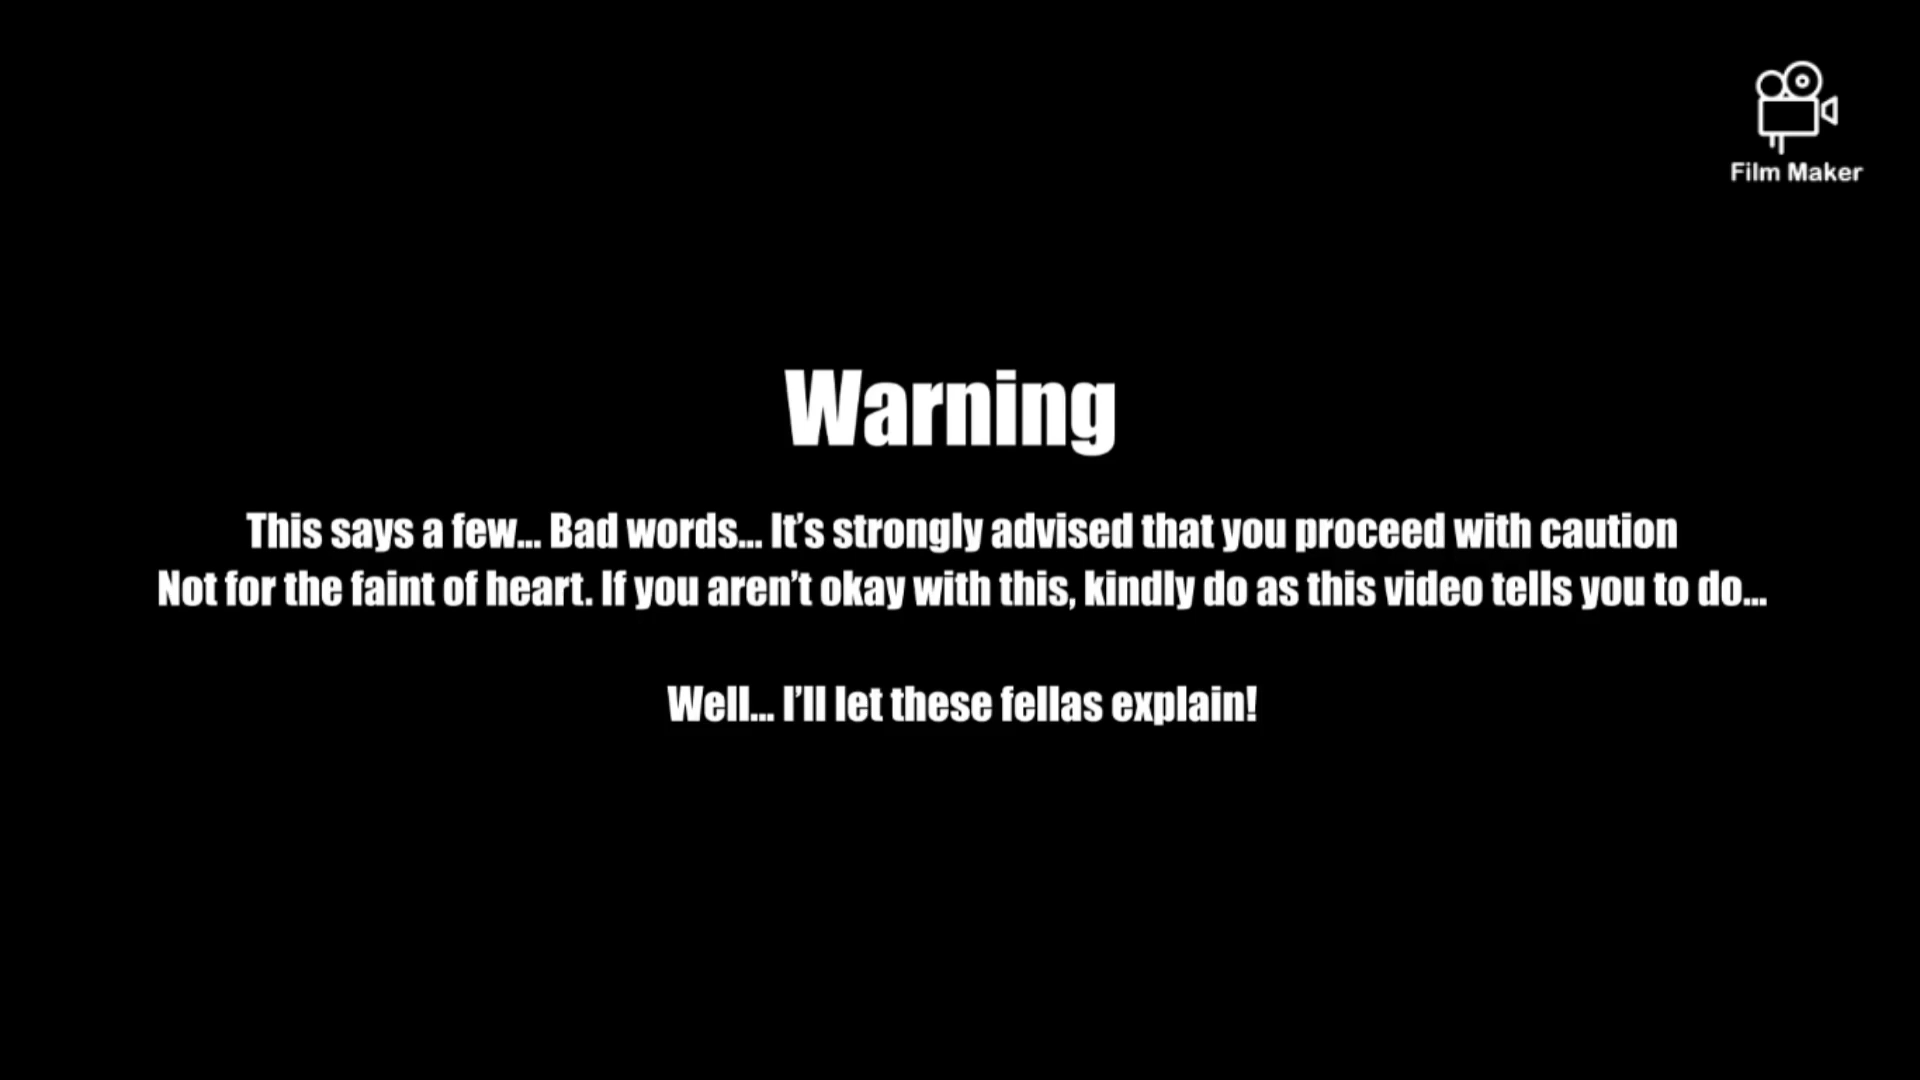 Film Maker
Warning
This says a few... Bad words... It's strongly advised that you proceed with caution
Not for the faint of heart. If you aren't okay with this, kindly do as this video tells you to do...
Well... I'll let these fellas explain!